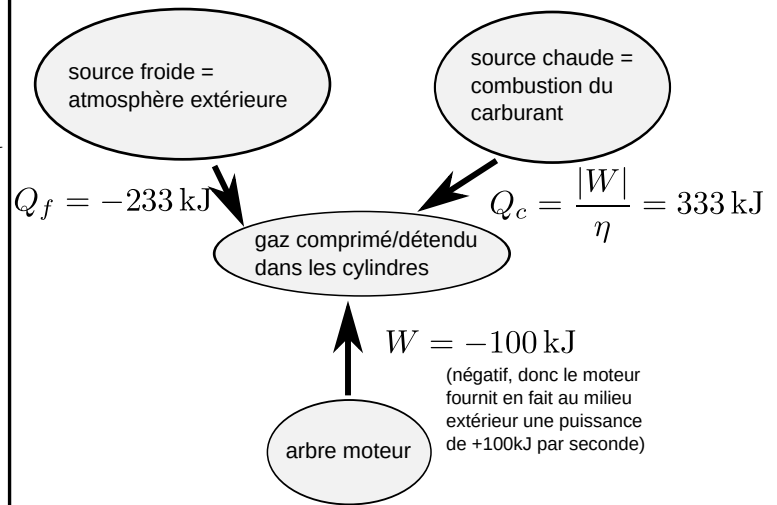 source froide =
atmosphère extérieure
source chaude =
combustion du
carburant
Q_f = −233 kJ
Q_c = |W|/η = 333 kJ
gaz comprimé/détendu
dans les cylindres
W = −100 kJ
(négatif, donc le moteur
fournit en fait au milieu
extérieur une puissance
de +100kJ par seconde)
arbre moteur